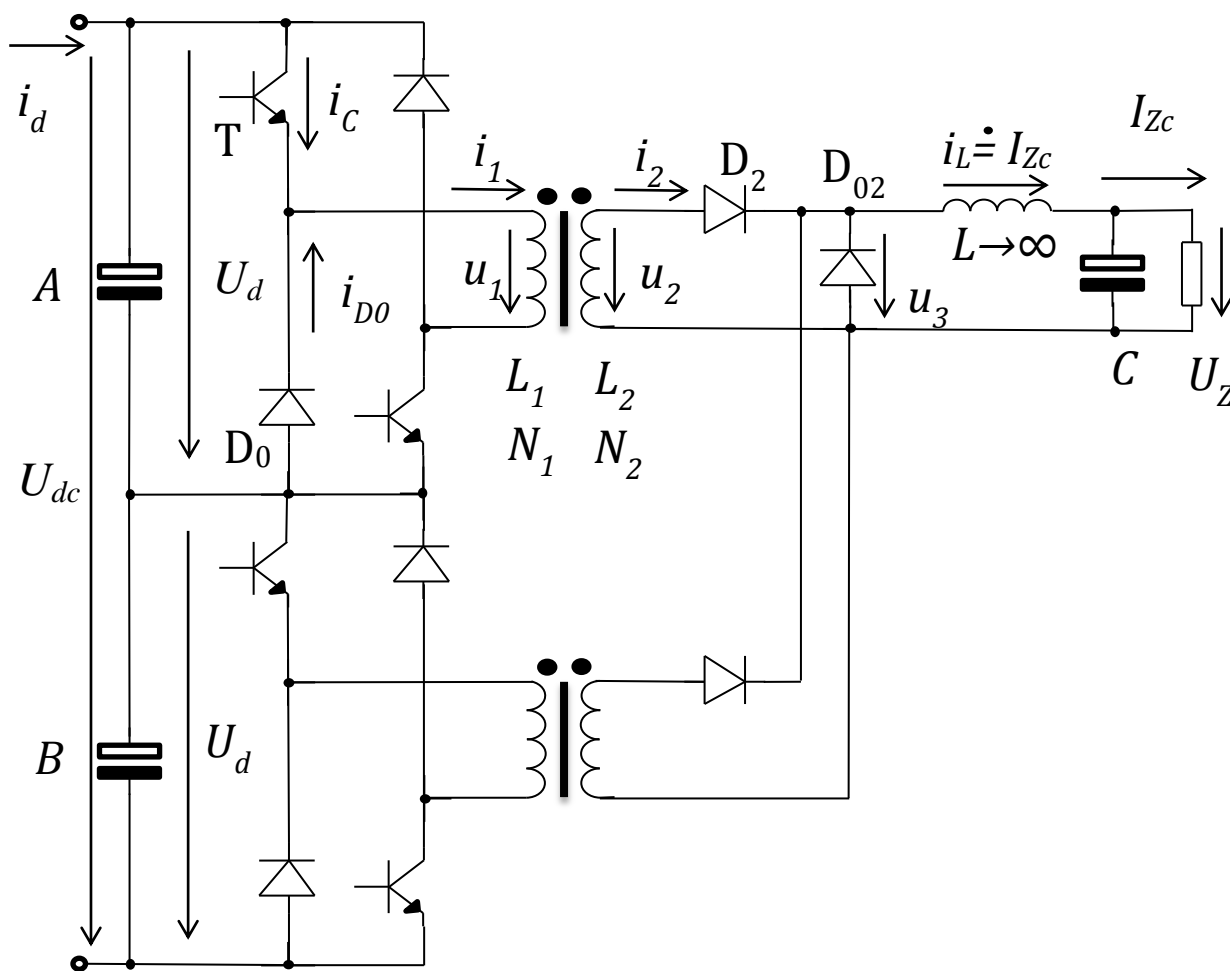 i_d
T
i_C
i_1
i_2
D_2
D_02
i_L ≐ I_Zc
I_Zc
L→∞
A
U_d
i_D0
u_1
u_2
u_3
L_1
L_2
C
U_Z
D_0
N_1
N_2
U_dc
B
U_d